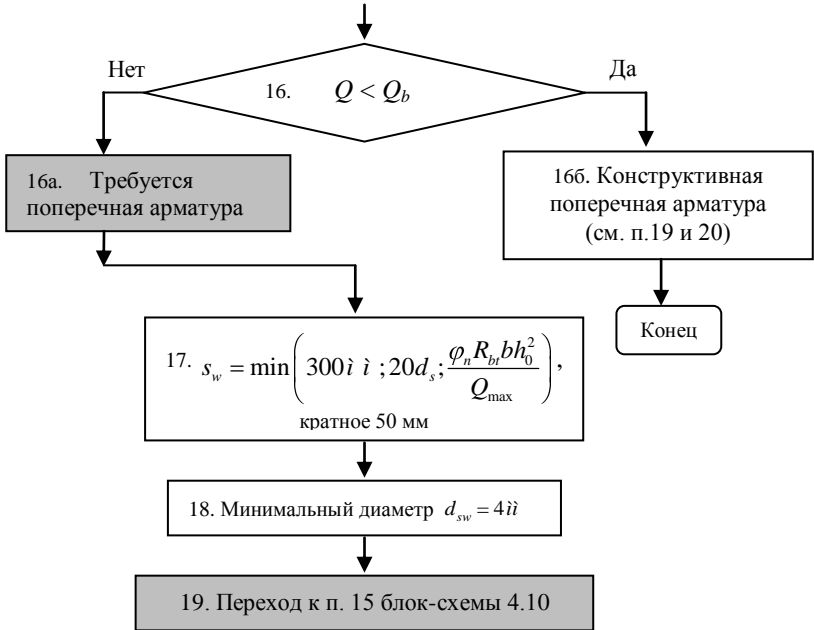 Нет
Да
16. Q < Q_b
16а. Требуется
поперечная арматура
16б. Конструктивная
поперечная арматура
(см. п.19 и 20)
Конец
17. s_w = min(300ì ì ;20d_s;φ_n R_bt bh_0^2/Q_max),
кратное 50 мм
18. Минимальный диаметр d_sw = 4ìì
19. Переход к п. 15 блок-схемы 4.10